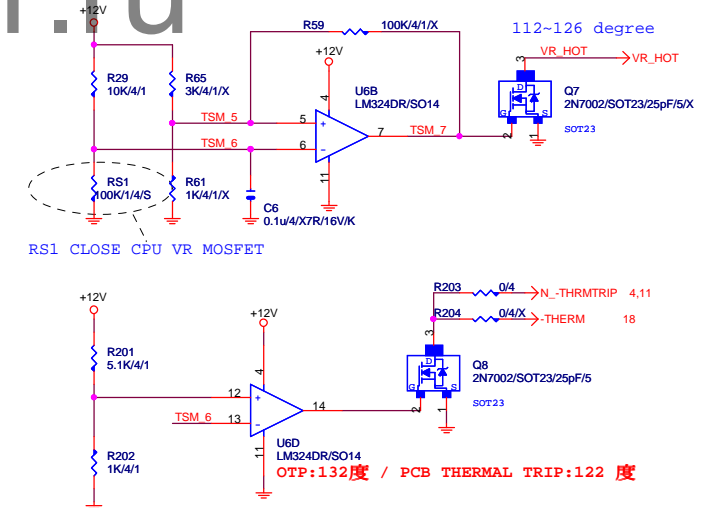 r.ru
+12V
R59
100K/4/1/X
112~126 degree
+12V
VR_HOT
VR_HOT
3
R29
10K/4/1
R65
3K/4/1/X
U6B
LM324DR/SO14
D
G
S
Q7
2N7002/SOT23/25pF/5/X
SOT23
4
TSM_5
5
+
TSM_6
6
-
7
TSM_7
2
1
11
RS1
100K/1/4/S
R61
1K/4/1/X
C6
0.1u/4/X7R/16V/K
RS1 CLOSE CPU VR MOSFET
+12V
+12V
R203
0/4
N_-THRMTRIP
4,11
R204
0/4/X
-THERM
18
3
R201
5.1K/4/1
D
G
S
Q8
2N7002/SOT23/25pF/5
SOT23
4
12
+
TSM_6
13
-
14
2
1
11
U6D
LM324DR/SO14
R202
1K/4/1
OTP:132度 / PCB THERMAL TRIP:122 度